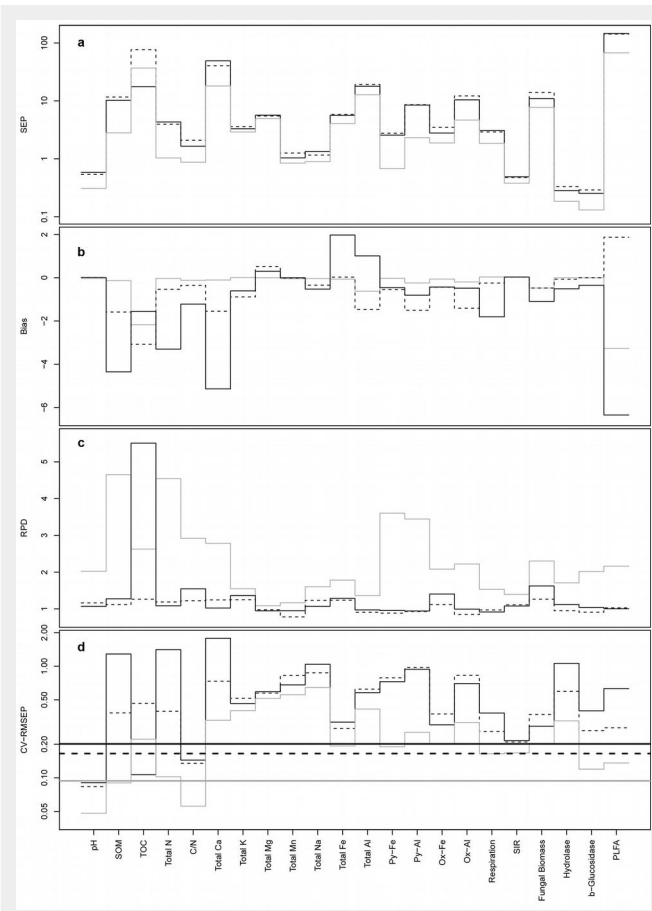 a
100
10
1
0.1
SEP
b
2
0
−2
−4
−6
Bias
c
5
4
3
2
1
RPD
d
2.00
1.00
0.50
0.20
0.10
0.05
CV−RMSEP
pH
SOM
TOC
Total N
C/N
Total Ca
Total K
Total Mg
Total Mn
Total Na
Total Fe
Total Al
Py−Fe
Py−Al
Ox−Fe
Ox−Al
Respiration
SIR
Fungal Biomass
Hydrolase
b−Glucosidase
PLFA